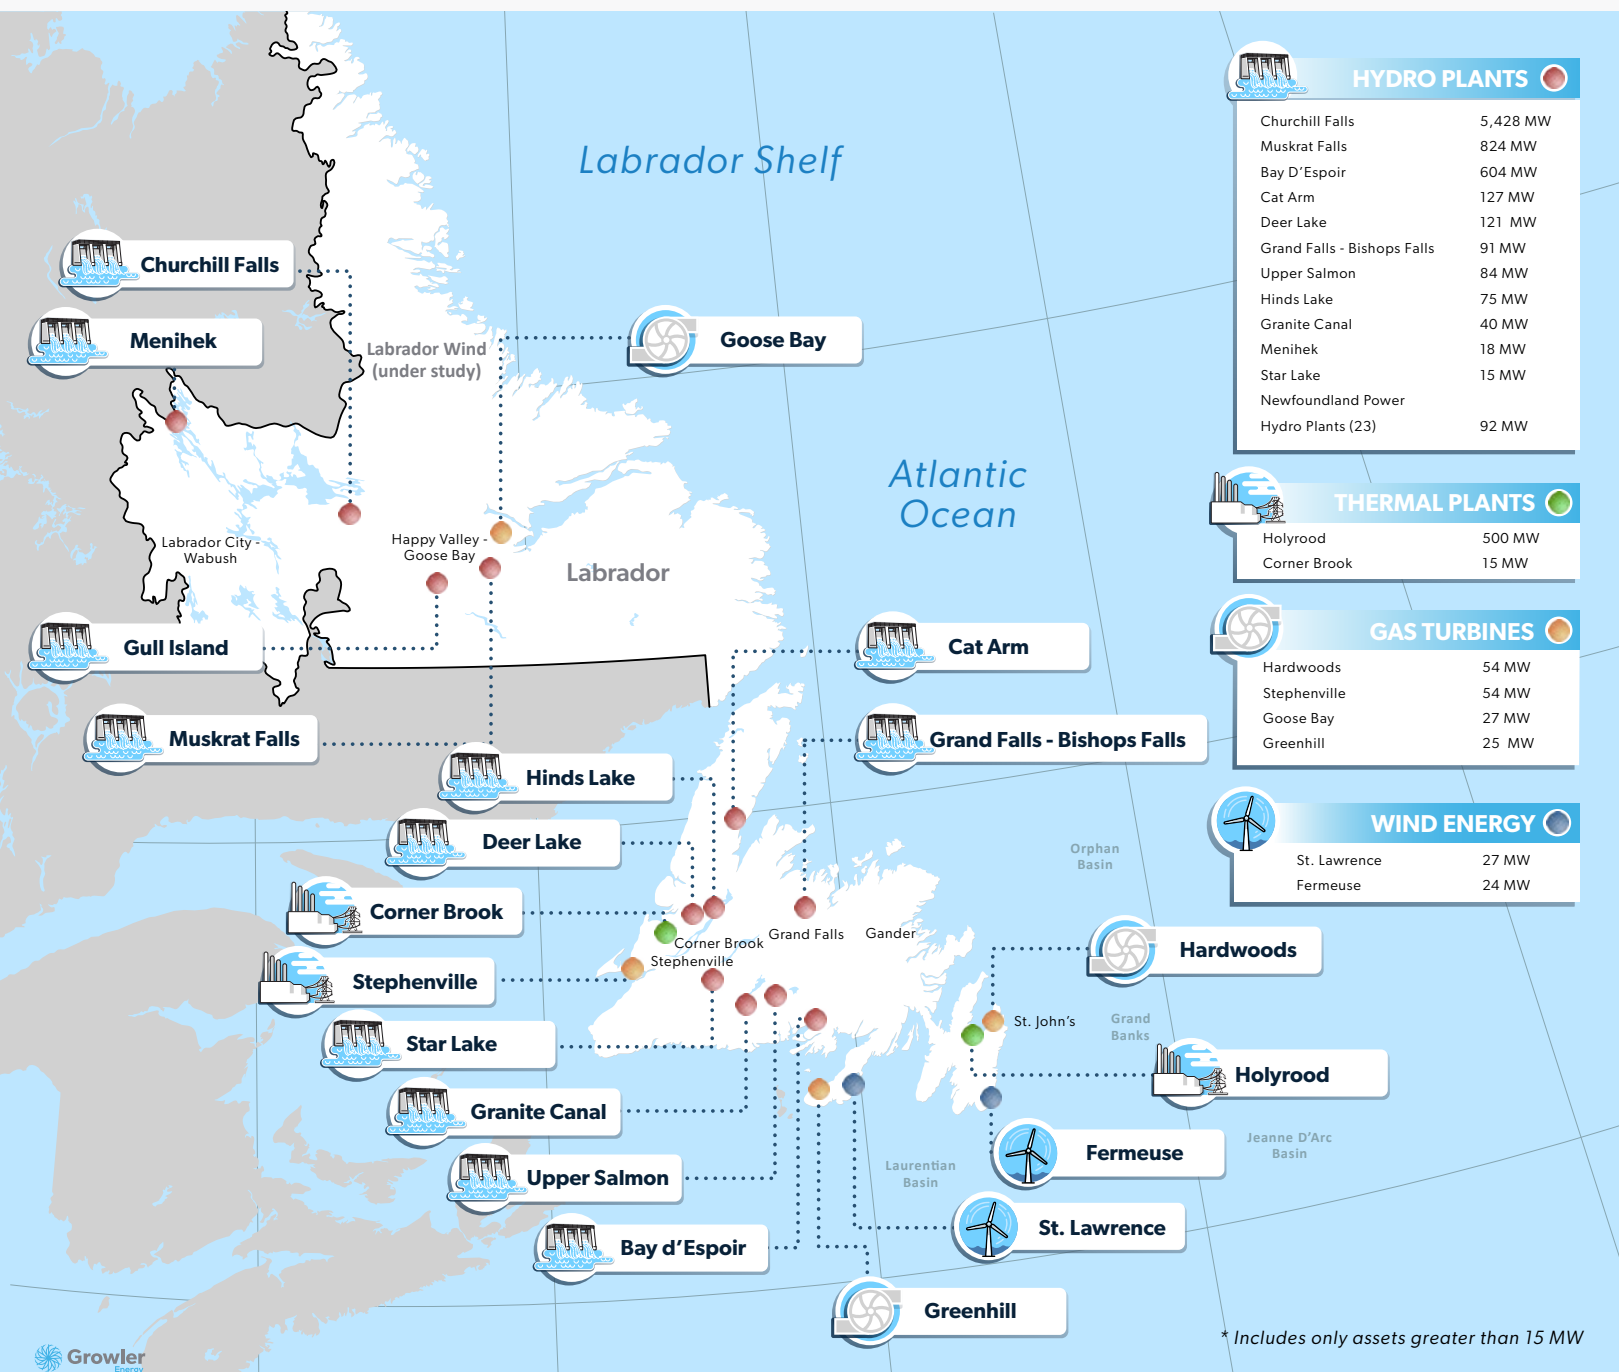 Labrador Shelf
HYDRO PLANTS
Churchill Falls 5,428 MW
Muskrat Falls 824 MW
Bay D'Espoir 604 MW
Cat Arm 127 MW
Deer Lake 121 MW
Grand Falls - Bishops Falls 91 MW
Upper Salmon 84 MW
Hinds Lake 75 MW
Granite Canal 40 MW
Menihek 18 MW
Star Lake 15 MW
Newfoundland Power
Hydro Plants (23) 92 MW
THERMAL PLANTS
Holyrood 500 MW
Corner Brook 15 MW
GAS TURBINES
Hardwoods 54 MW
Stephenville 54 MW
Goose Bay 27 MW
Greenhill 25 MW
WIND ENERGY
St. Lawrence 27 MW
Fermeuse 24 MW
Churchill Falls
Menihek
Goose Bay
Labrador Wind
(under study)
Atlantic
Ocean
Labrador City -
Wabush
Happy Valley -
Goose Bay
Labrador
Gull Island
Cat Arm
Muskrat Falls
Grand Falls - Bishops Falls
Hinds Lake
Deer Lake
Orphan
Basin
Corner Brook
Corner Brook
Grand Falls
Gander
Stephenville
Stephenville
Hardwoods
St. John's
Grand
Banks
Star Lake
Holyrood
Granite Canal
Fermeuse
Jeanne D'Arc
Basin
Laurentian
Basin
Upper Salmon
St. Lawrence
Bay d'Espoir
Greenhill
* Includes only assets greater than 15 MW
Growler
Energy